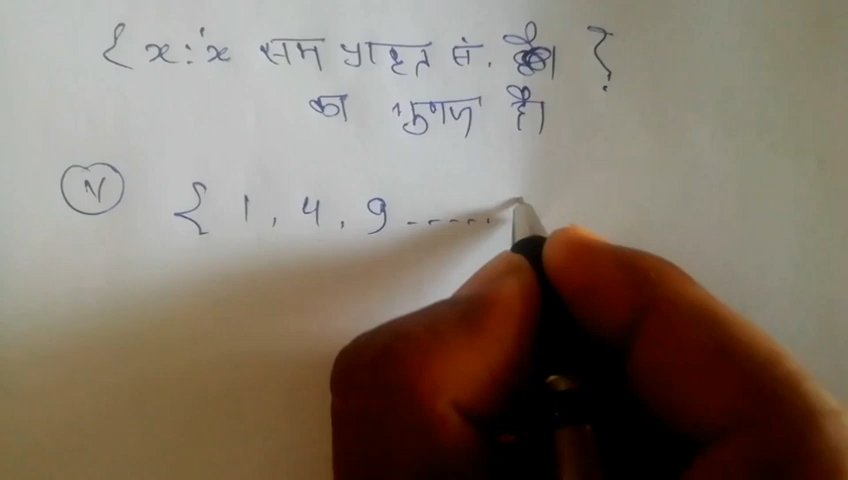 { x : x सम प्राकृत सं. है }
का गुणज है।
(v) { 1, 4, 9 ......